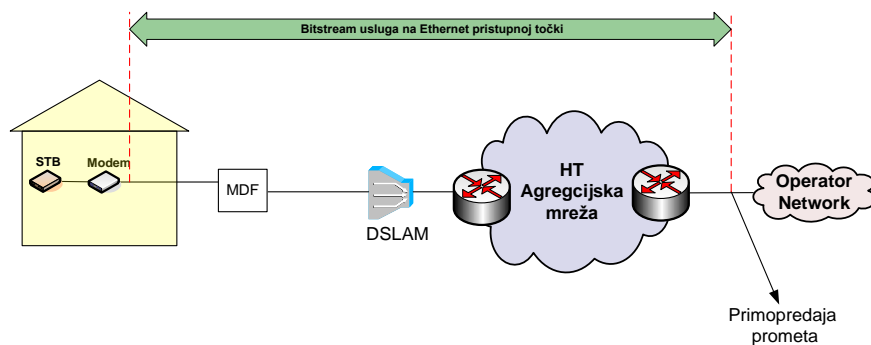 Bitstream usluga na Ethernet pristupnoj točki
STB
Modem
MDF
DSLAM
HT
Agregcijska
mreža
Operator
Network
Primopredaja
prometa